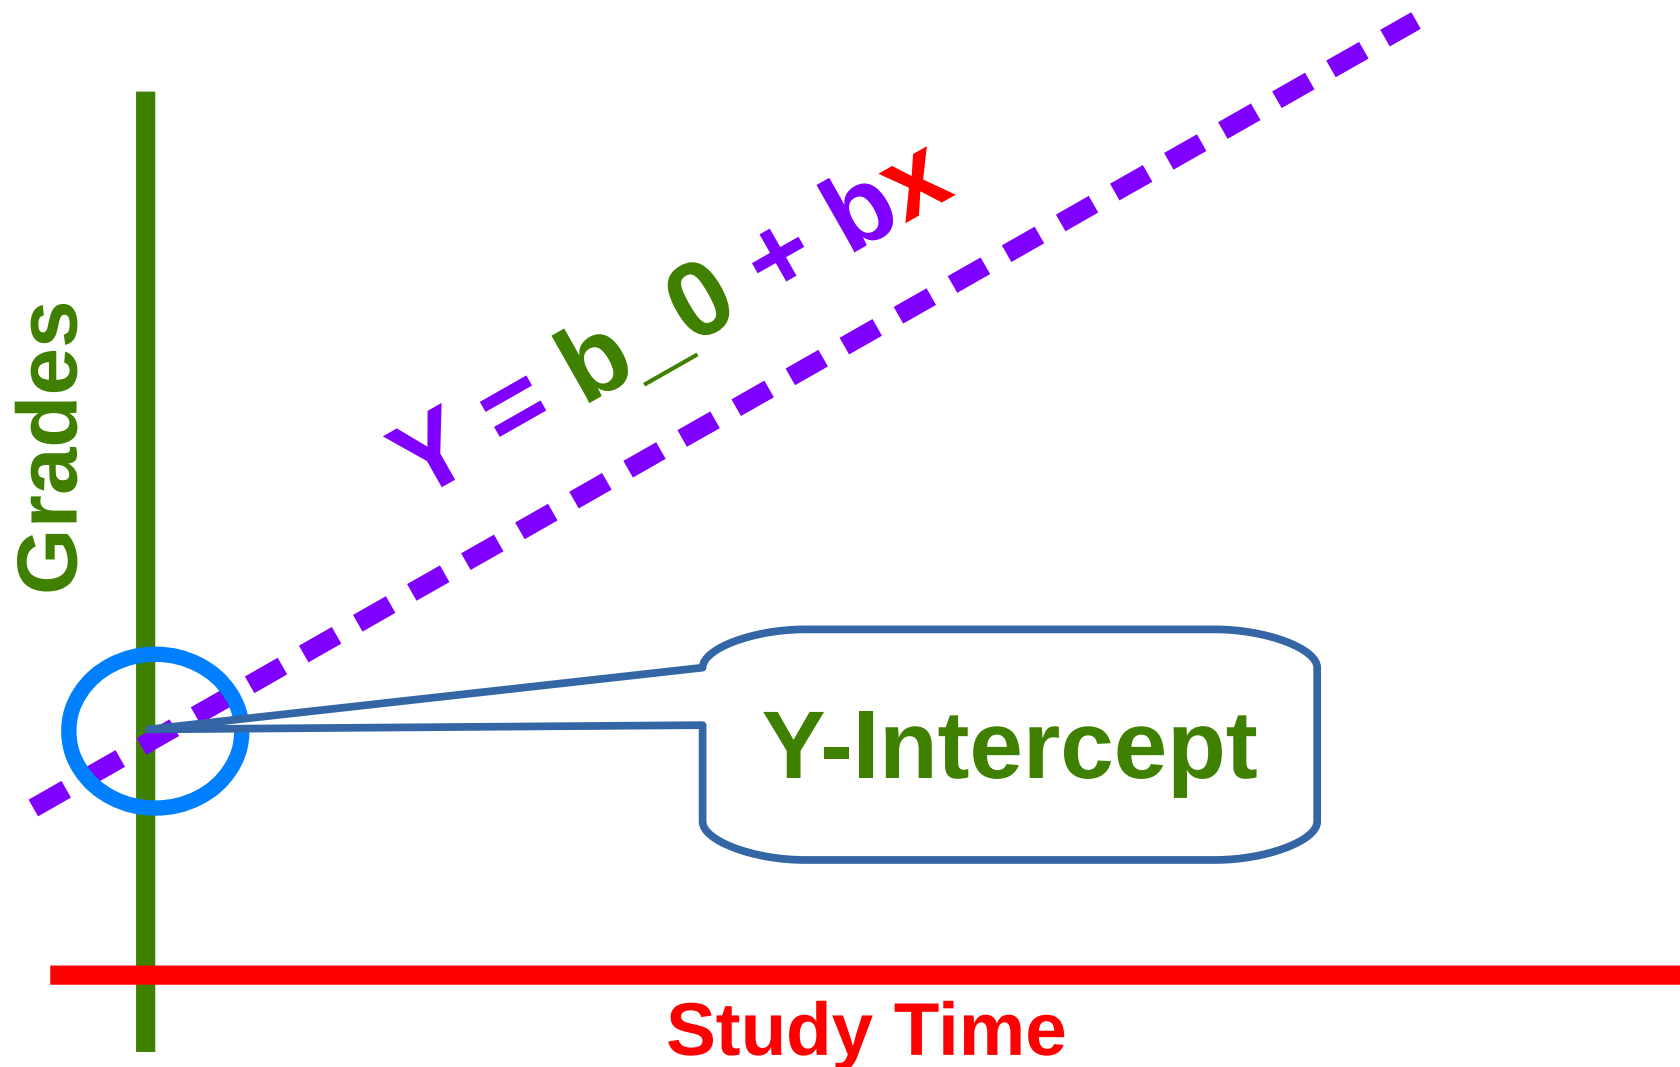 Grades
Y = b_0 + bx
Y-Intercept
Study Time